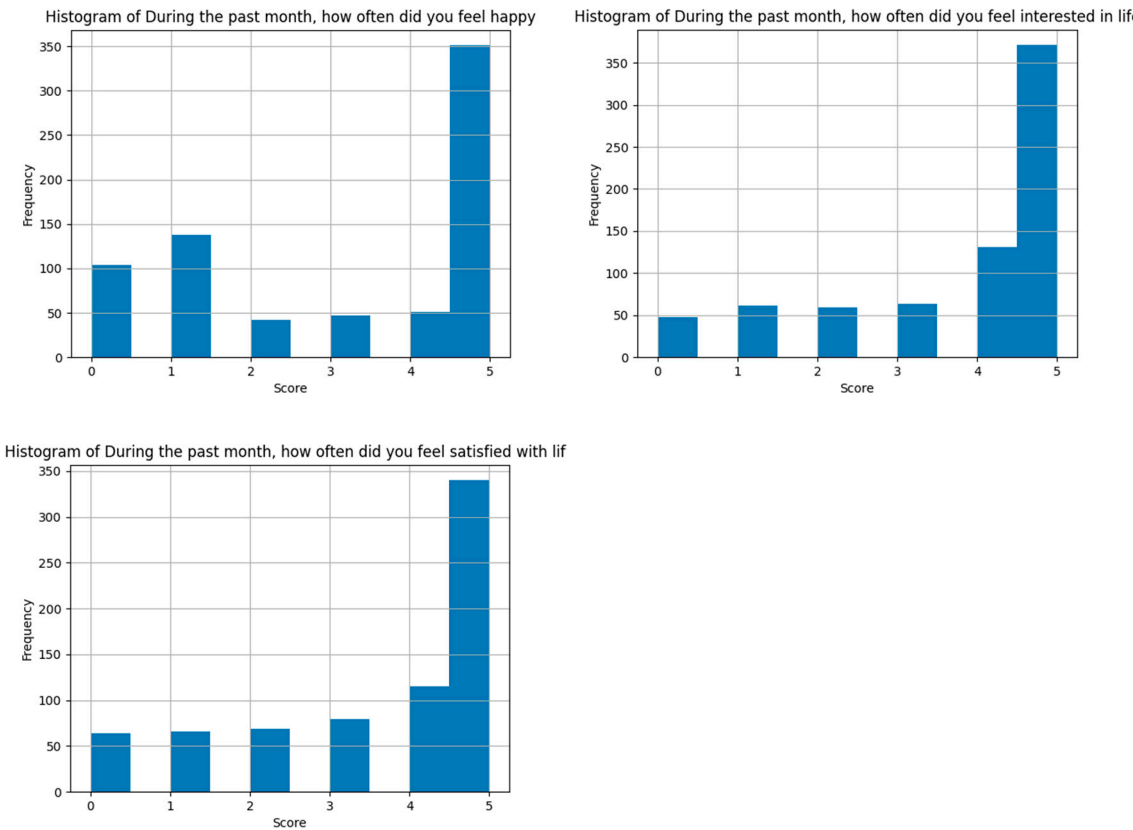 Histogram of During the past month, how often did you feel happy
350
300
250
200
150
100
50
0
Frequency
0 1 2 3 4 5
Score
Histogram of During the past month, how often did you feel interested in life
350
300
250
200
150
100
50
0
Frequency
0 1 2 3 4 5
Score
Histogram of During the past month, how often did you feel satisfied with lif
350
300
250
200
150
100
50
0
Frequency
0 1 2 3 4 5
Score